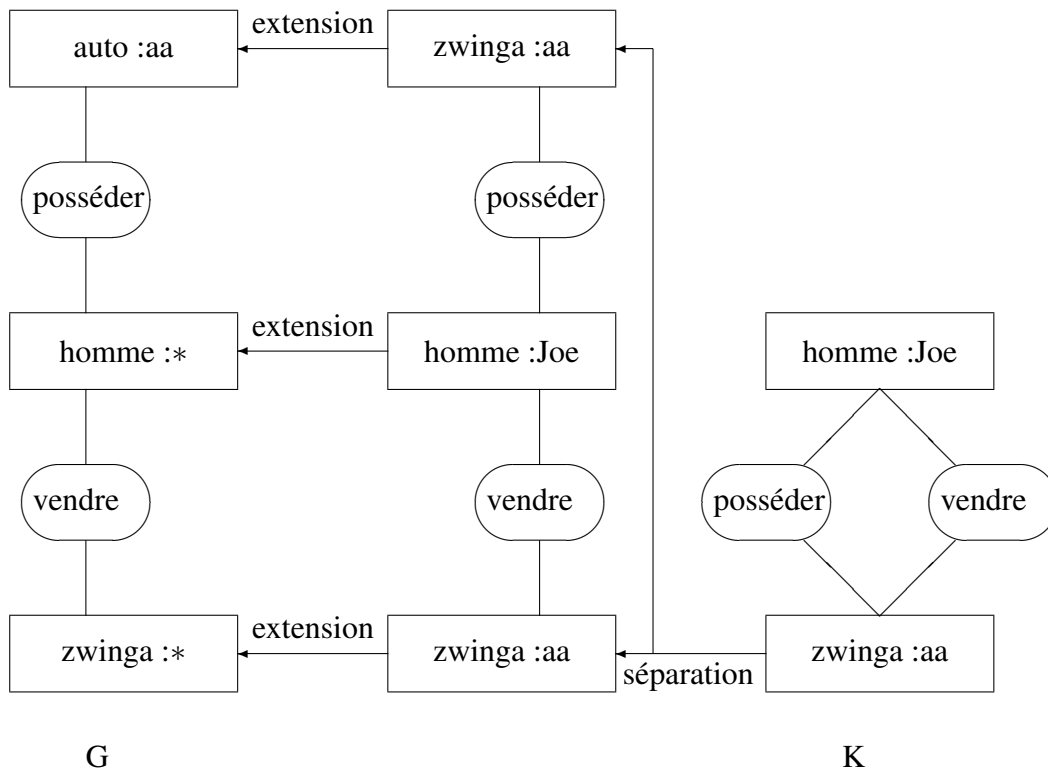 extension
auto :aa
zwinga :aa
posséder
posséder
extension
homme :∗
homme :Joe
homme :Joe
vendre
vendre
posséder
vendre
extension
zwinga :∗
zwinga :aa
séparation
zwinga :aa
G
K